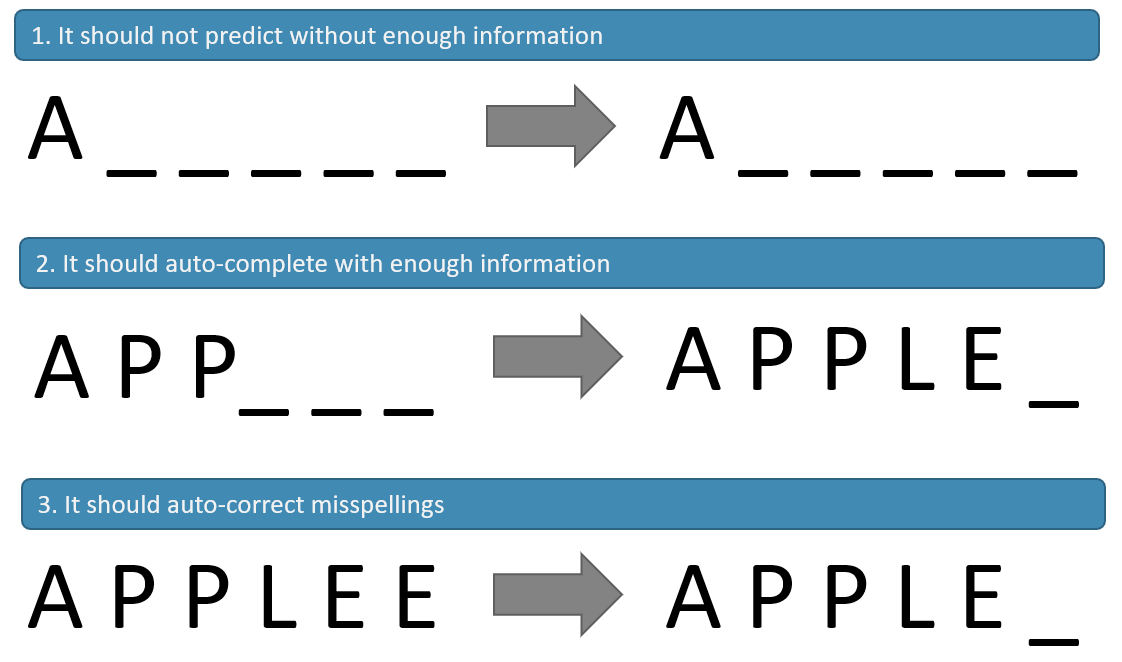 1. It should not predict without enough information
A _ _ _ _ _ A _ _ _ _ _
2. It should auto-complete with enough information
A P P _ _ _ A P P L E _
3. It should auto-correct misspellings
A P P L E E A P P L E _